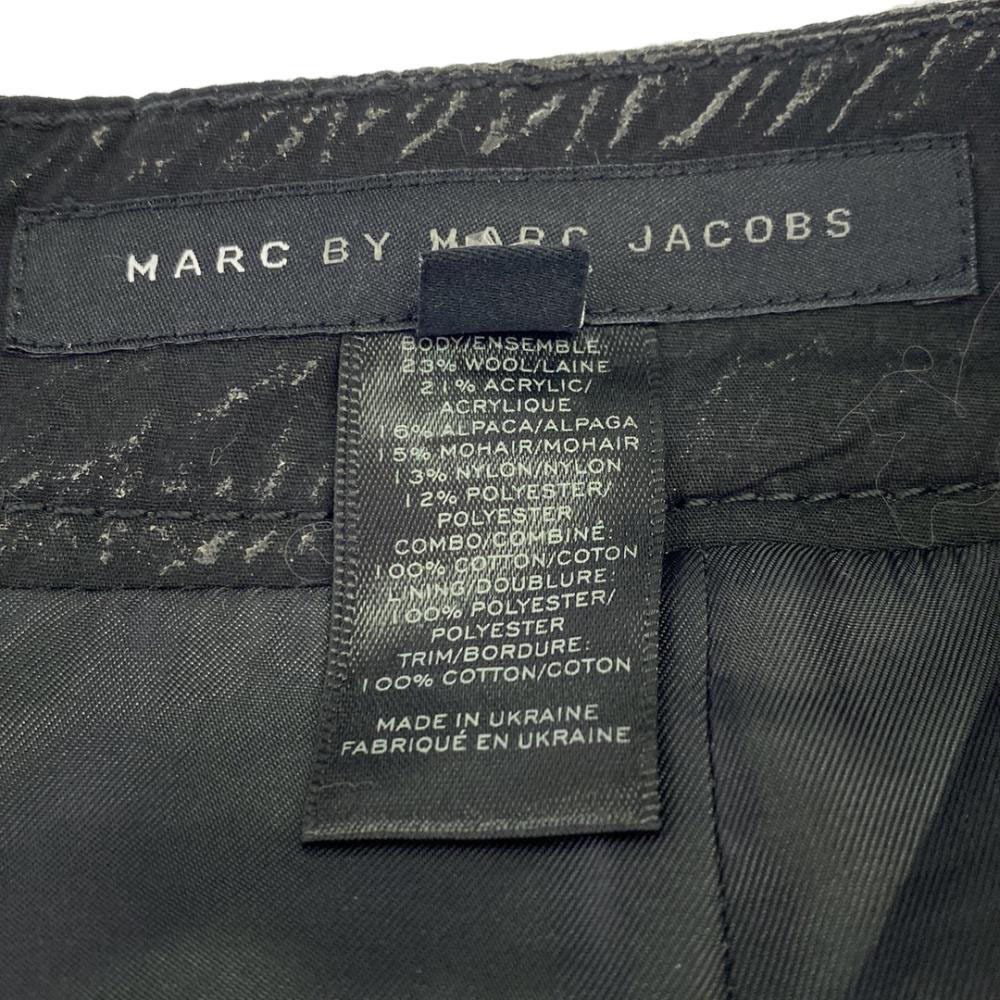 MARC BY MARC JACOBS
BODY/ENSEMBLE
23% WOOL/LAINE
21% ACRYLIC/
ACRYLIQUE
16% ALPACA/ALPAGA
15% MOHAIR/MOHAIR
13% NYLON/NYLON
12% POLYESTER/
POLYESTER
COMBO/COMBINÉ:
100% COTTON/COTON
LINING/DOUBLURE:
100% POLYESTER/
POLYESTER
TRIM/BORDURE:
100% COTTON/COTON
MADE IN UKRAINE
FABRIQUÉ EN UKRAINE